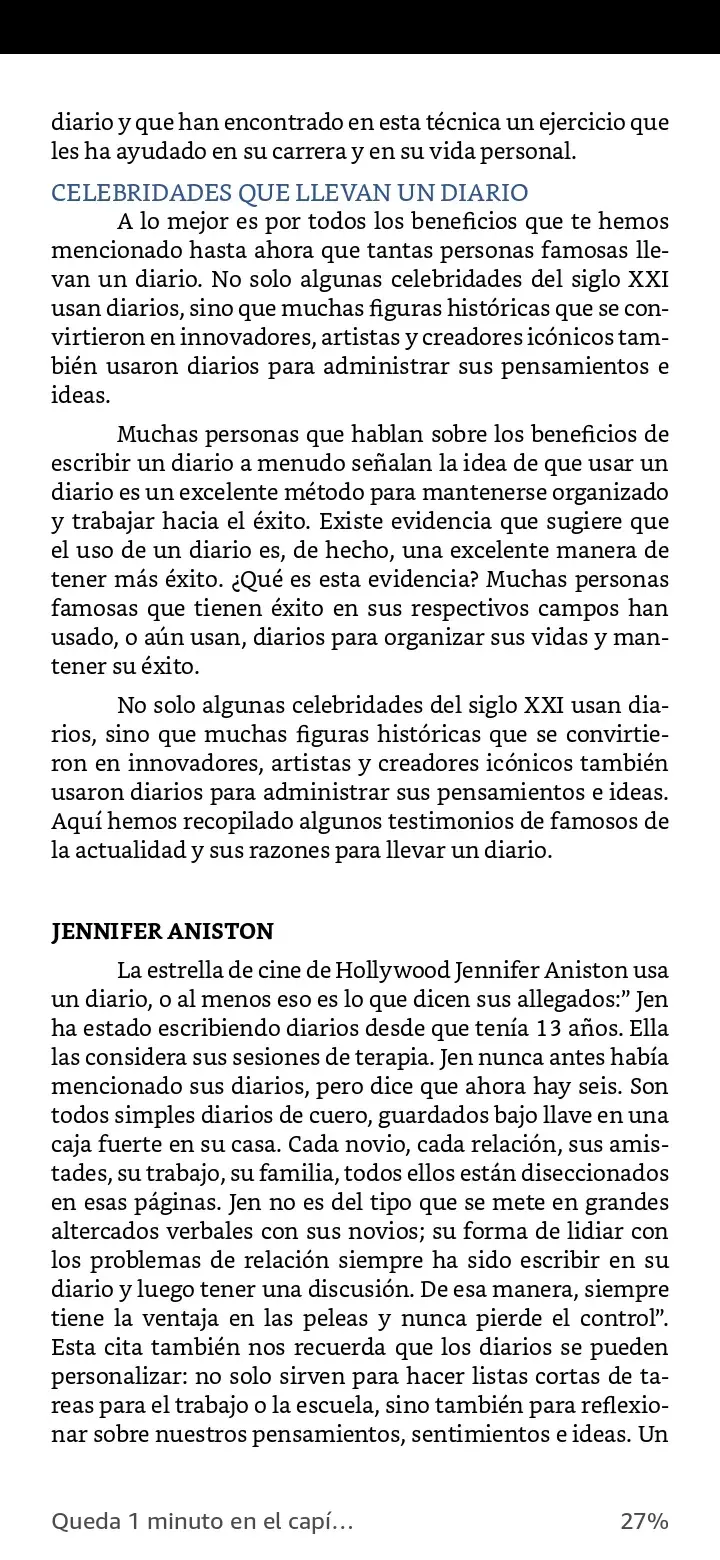 diario y que han encontrado en esta técnica un ejercicio que
les ha ayudado en su carrera y en su vida personal.
CELEBRIDADES QUE LLEVAN UN DIARIO
A lo mejor es por todos los beneficios que te hemos
mencionado hasta ahora que tantas personas famosas lle-
van un diario. No solo algunas celebridades del siglo XXI
usan diarios, sino que muchas figuras históricas que se con-
virtieron en innovadores, artistas y creadores icónicos tam-
bién usaron diarios para administrar sus pensamientos e
ideas.
Muchas personas que hablan sobre los beneficios de
escribir un diario a menudo señalan la idea de que usar un
diario es un excelente método para mantenerse organizado
y trabajar hacia el éxito. Existe evidencia que sugiere que
el uso de un diario es, de hecho, una excelente manera de
tener más éxito. ¿Qué es esta evidencia? Muchas personas
famosas que tienen éxito en sus respectivos campos han
usado, o aún usan, diarios para organizar sus vidas y man-
tener su éxito.
No solo algunas celebridades del siglo XXI usan dia-
rios, sino que muchas figuras históricas que se convirtie-
ron en innovadores, artistas y creadores icónicos también
usaron diarios para administrar sus pensamientos e ideas.
Aquí hemos recopilado algunos testimonios de famosos de
la actualidad y sus razones para llevar un diario.
JENNIFER ANISTON
La estrella de cine de Hollywood Jennifer Aniston usa
un diario, o al menos eso es lo que dicen sus allegados:” Jen
ha estado escribiendo diarios desde que tenía 13 años. Ella
las considera sus sesiones de terapia. Jen nunca antes había
mencionado sus diarios, pero dice que ahora hay seis. Son
todos simples diarios de cuero, guardados bajo llave en una
caja fuerte en su casa. Cada novio, cada relación, sus amis-
tades, su trabajo, su familia, todos ellos están diseccionados
en esas páginas. Jen no es del tipo que se mete en grandes
altercados verbales con sus novios; su forma de lidiar con
los problemas de relación siempre ha sido escribir en su
diario y luego tener una discusión. De esa manera, siempre
tiene la ventaja en las peleas y nunca pierde el control”.
Esta cita también nos recuerda que los diarios se pueden
personalizar: no solo sirven para hacer listas cortas de ta-
reas para el trabajo o la escuela, sino también para reflexio-
nar sobre nuestros pensamientos, sentimientos e ideas. Un
Queda 1 minuto en el capí… 27%